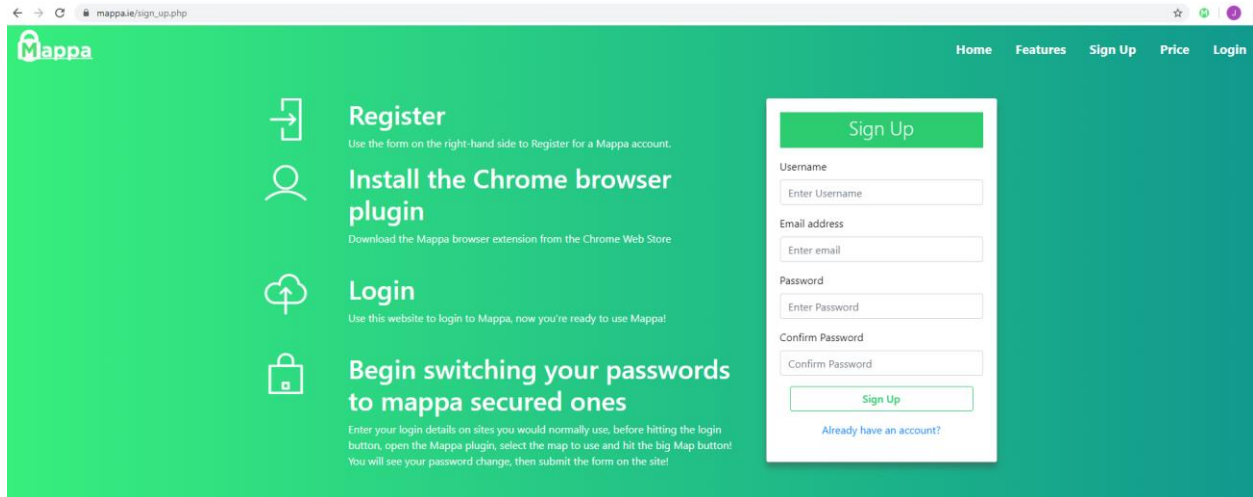 mappa.ie/sign_up.php
J
Mappa
Home Features Sign Up Price Login
Register
Use the form on the right-hand side to Register for a Mappa account.
Install the Chrome browser
plugin
Download the Mappa browser extension from the Chrome Web Store
Login
Use this website to login to Mappa, now you're ready to use Mappa!
Begin switching your passwords
to mappa secured ones
Enter your login details on sites you would normally use, before hitting the login
button, open the Mappa plugin, select the map to use and hit the big Map button!
You will see your password change, then submit the form on the site!
Sign Up
Username
Enter Username
Email address
Enter email
Password
Enter Password
Confirm Password
Confirm Password
Sign Up
Already have an account?